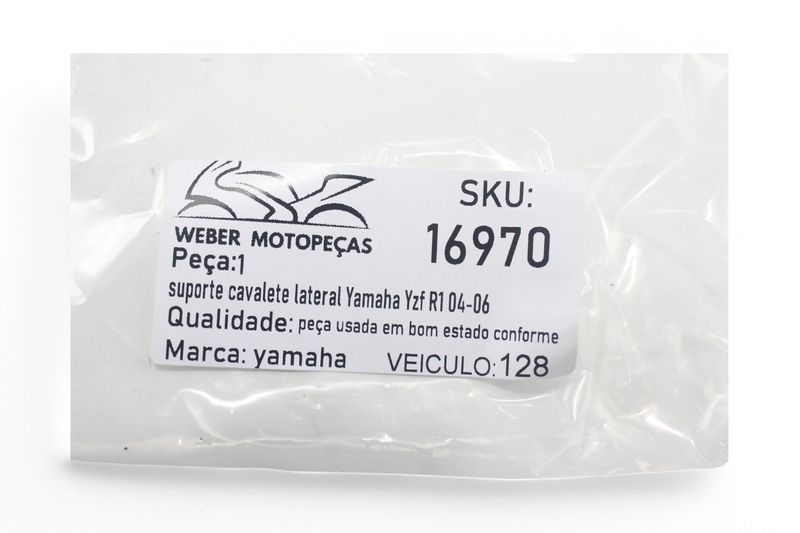 WEBER MOTOPEÇAS
SKU:
16970
Peça:1
suporte cavalete lateral Yamaha Yzf R1 04-06
Qualidade: peça usada em bom estado conforme
Marca: yamaha VEICULO:128